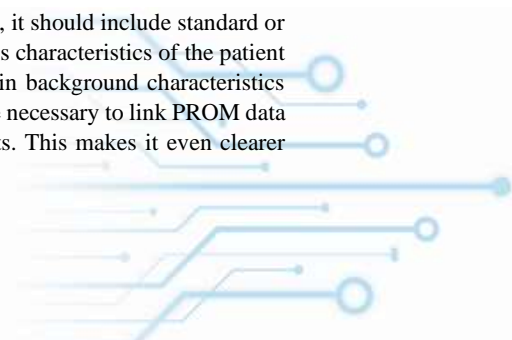 , it should include standard or
s characteristics of the patient
in background characteristics
necessary to link PROM data
ts. This makes it even clearer